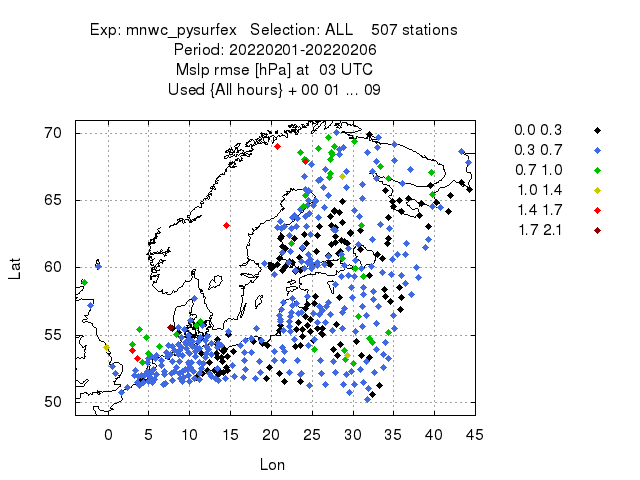 Exp: mnwc_pysurfex   Selection: ALL    507 stations
Period: 20220201-20220206
Mslp rmse [hPa] at  03 UTC
Used {All hours} + 00 01 ... 09
0.0 0.3
0.3 0.7
0.7 1.0
1.0 1.4
1.4 1.7
1.7 2.1
Lat
70
65
60
55
50
0 5 10 15 20 25 30 35 40 45
Lon